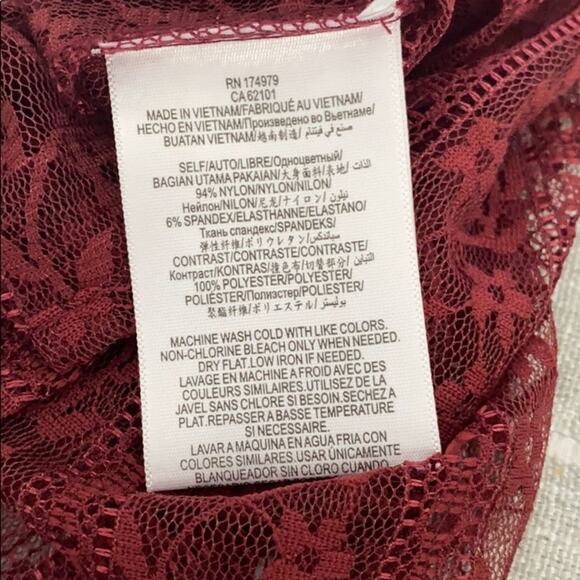 RN 174979
CA 62101
MADE IN VIETNAM/FABRIQUÉ AU VIETNAM/
HECHO EN VIETNAM/Произведено во Вьетнаме/
BUATAN VIETNAM/越南制造/ صنع في فيتنام
SELF/AUTO/LIBRE/Одноцветный/
BAGIAN UTAMA PAKAIAN/大身面料/表地/ الذات
94% NYLON/NYLON/NILON/
Нейлон/NILON/尼龙/ナイロン/ نيلون
6% SPANDEX/ELASTHANNE/ELASTANO/
Ткань спандекс/SPANDEKS/
弹性纤维/ポリウレタン/ سباندكس
CONTRAST/CONTRASTE/CONTRASTE/
Контраст/KONTRAS/撞色布/切替部分/ التباين
100% POLYESTER/POLYESTER/
POLIÉSTER/Полиэстер/POLIESTER/
聚酯纤维/ポリエステル/ بوليستر
MACHINE WASH COLD WITH LIKE COLORS.
NON-CHLORINE BLEACH ONLY WHEN NEEDED.
DRY FLAT.LOW IRON IF NEEDED.
LAVAGE EN MACHINE A FROID AVEC DES
COULEURS SIMILAIRES.UTILISEZ DE LA
JAVEL SANS CHLORE SI BESOIN.SECHEZ A
PLAT.REPASSER A BASSE TEMPERATURE
SI NECESSAIRE.
LAVAR A MAQUINA EN AGUA FRIA CON
COLORES SIMILARES.USAR ÚNICAMENTE
BLANQUEADOR SIN CLORO CUANDO